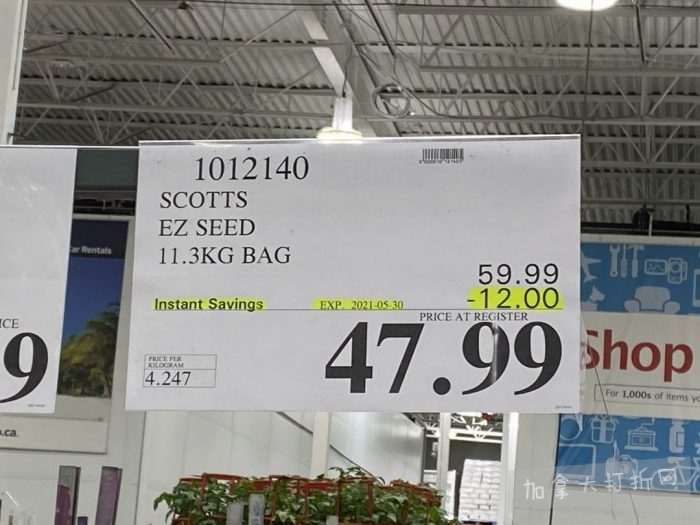 1012140
SCOTTS
EZ SEED
11.3KG BAG
59.99
Instant Savings EXP. 2021-05-30 -12.00
PRICE AT REGISTER
47.99
PRICE PER
KILOGRAM
4.247
Car Rentals
ICE
9
.ca.
Shop
For 1,000s of items yo
加拿大打折网